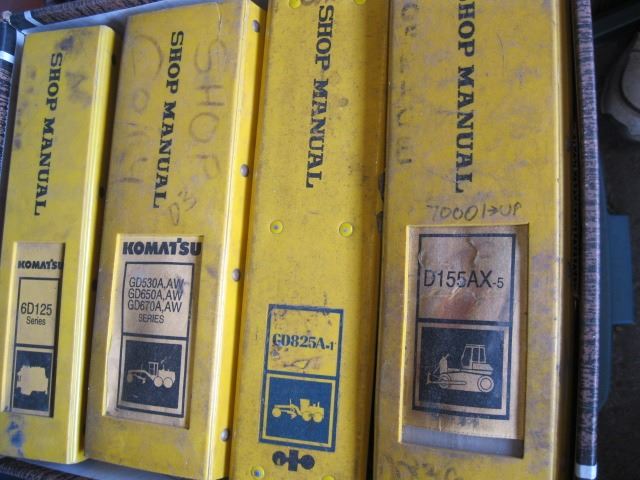 SHOP MANUAL
KOMATSU
6D125
Series
SHOP MANUAL
SHOP
KOMATSU
GD530A,AW
GD650A,AW
GD670A,AW
SERIES
SHOP MANUAL
GD825A-1
SHOP MANUAL
70001→UP
D155AX-5